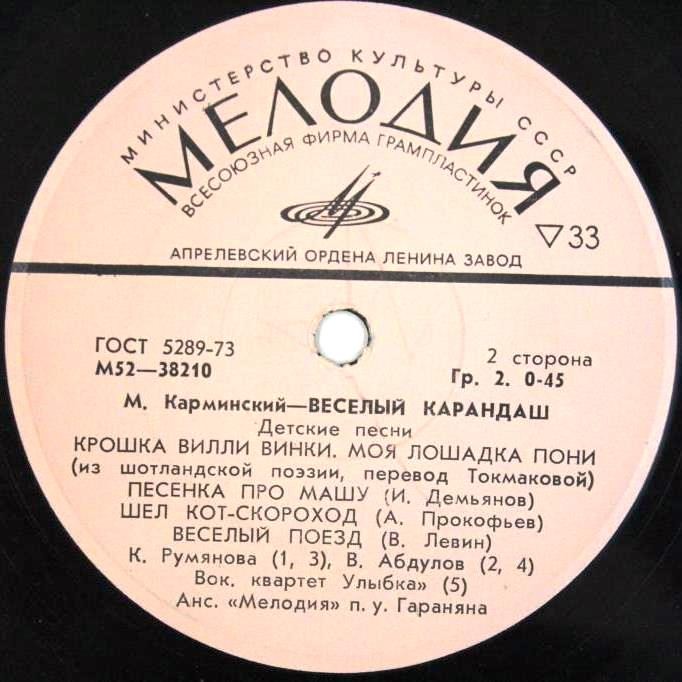 МИНИСТЕРСТВО КУЛЬТУРЫ СССР
МЕЛОДИЯ
ВСЕСОЮЗНАЯ ФИРМА ГРАМПЛАСТИНОК
▽33
АПРЕЛЕВСКИЙ ОРДЕНА ЛЕНИНА ЗАВОД
ГОСТ 5289-73
М52—38210
2 сторона
Гр. 2. 0-45
М. Карминский—ВЕСЕЛЫЙ КАРАНДАШ
Детские песни
КРОШКА ВИЛЛИ ВИНКИ. МОЯ ЛОШАДКА ПОНИ
(из шотландской поэзии, перевод Токмаковой)
ПЕСЕНКА ПРО МАШУ (И. Демьянов)
ШЕЛ КОТ-СКОРОХОД (А. Прокофьев)
ВЕСЕЛЫЙ ПОЕЗД (В. Левин)
К. Румянова (1, 3), В. Абдулов (2, 4)
Вок. квартет Улыбка» (5)
Анс. «Мелодия» п. у. Гараняна